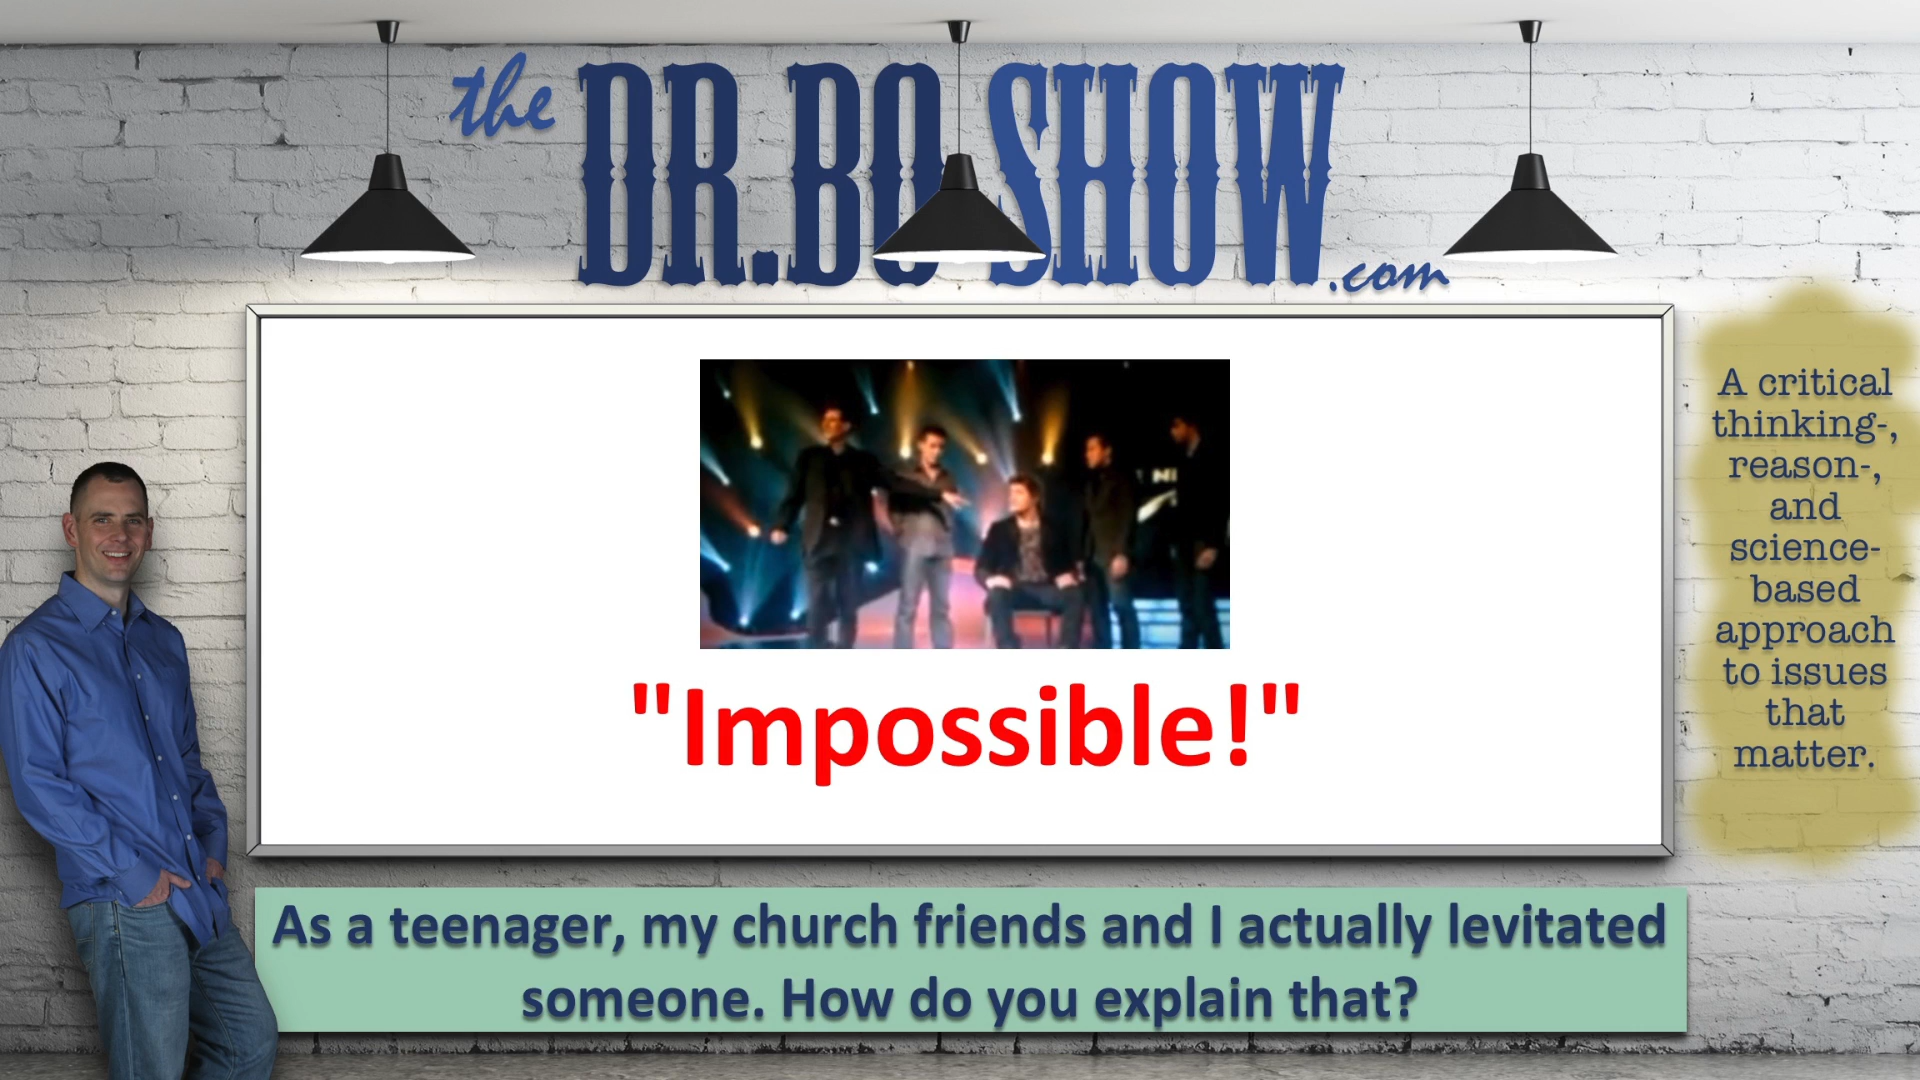 the DR.BO SHOW.com
"Impossible!"
A critical
thinking-,
reason-,
and
science-
based
approach
to issues
that
matter.
As a teenager, my church friends and I actually levitated
someone. How do you explain that?